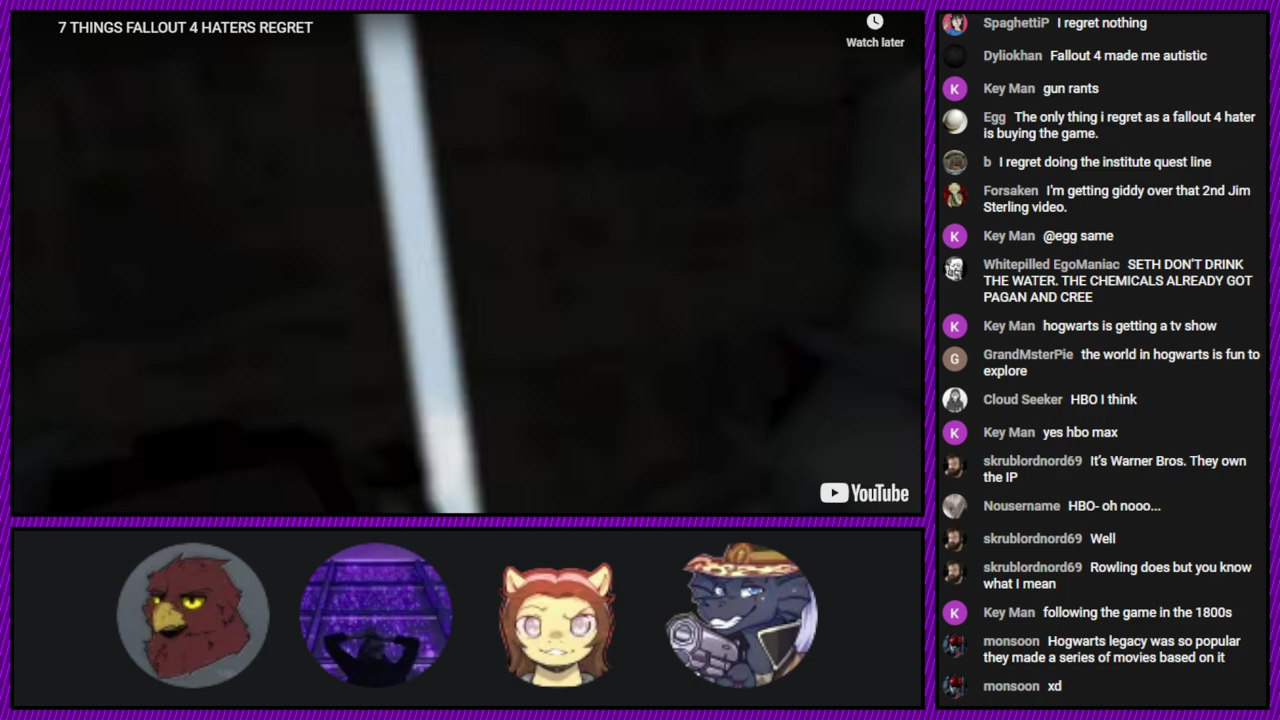 7 THINGS FALLOUT 4 HATERS REGRET
Watch later
YouTube
SpaghettiP I regret nothing
Dyliokhan Fallout 4 made me autistic
K Key Man gun rants
Egg The only thing i regret as a fallout 4 hater
is buying the game.
b I regret doing the institute quest line
Forsaken I'm getting giddy over that 2nd Jim
Sterling video.
K Key Man @egg same
Whitepilled EgoManiac SETH DON'T DRINK
THE WATER. THE CHEMICALS ALREADY GOT
PAGAN AND CREE
K Key Man hogwarts is getting a tv show
G GrandMsterPie the world in hogwarts is fun to
explore
Cloud Seeker HBO I think
K Key Man yes hbo max
skrublordnord69 It's Warner Bros. They own
the IP
Nousername HBO- oh nooo...
skrublordnord69 Well
skrublordnord69 Rowling does but you know
what I mean
K Key Man following the game in the 1800s
monsoon Hogwarts legacy was so popular
they made a series of movies based on it
monsoon xd